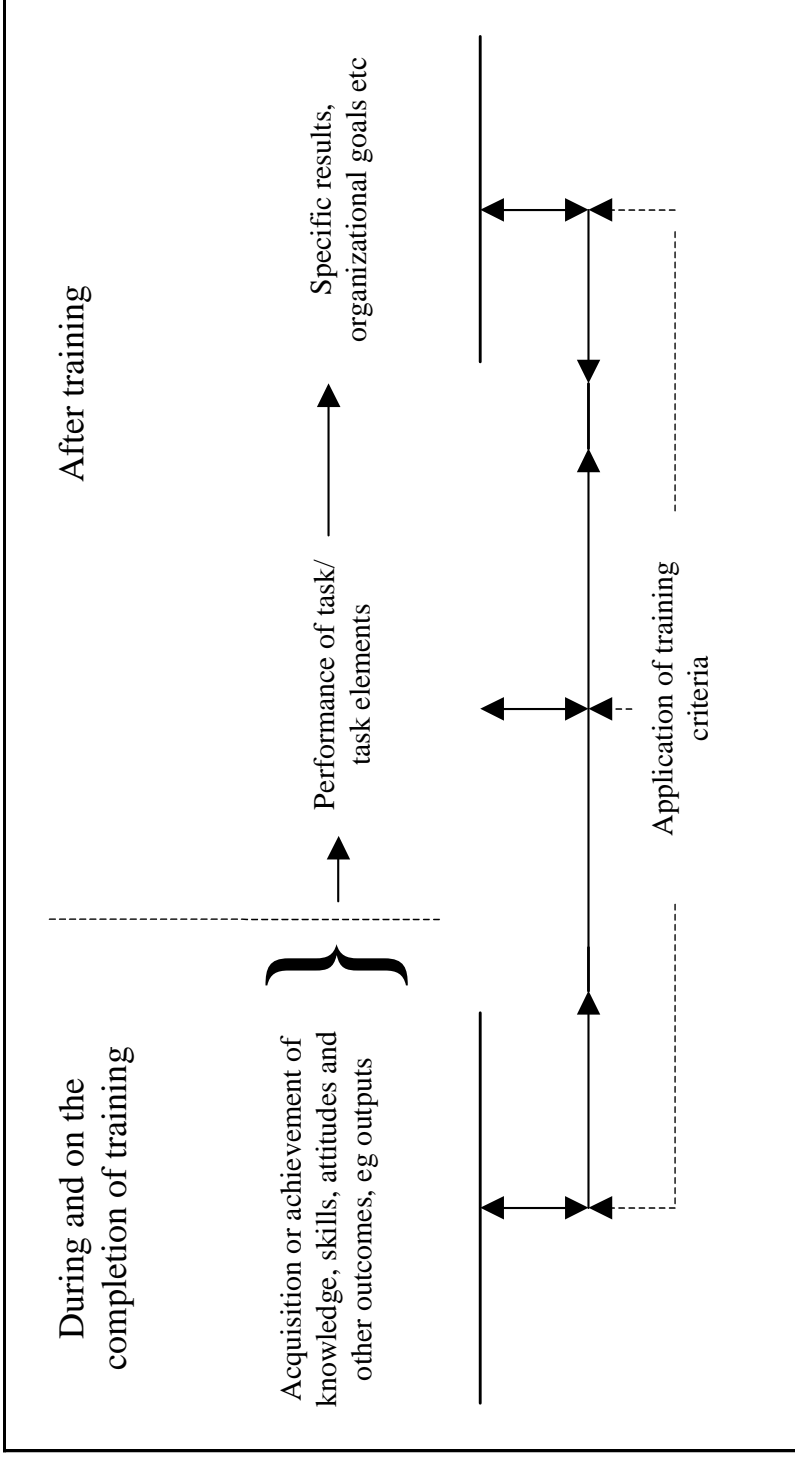 During and on the
completion of training
After training
Acquisition or achievement of
knowledge, skills, attitudes and
other outcomes, eg outputs
Performance of task/
task elements
Specific results,
organizational goals etc
Application of training
criteria